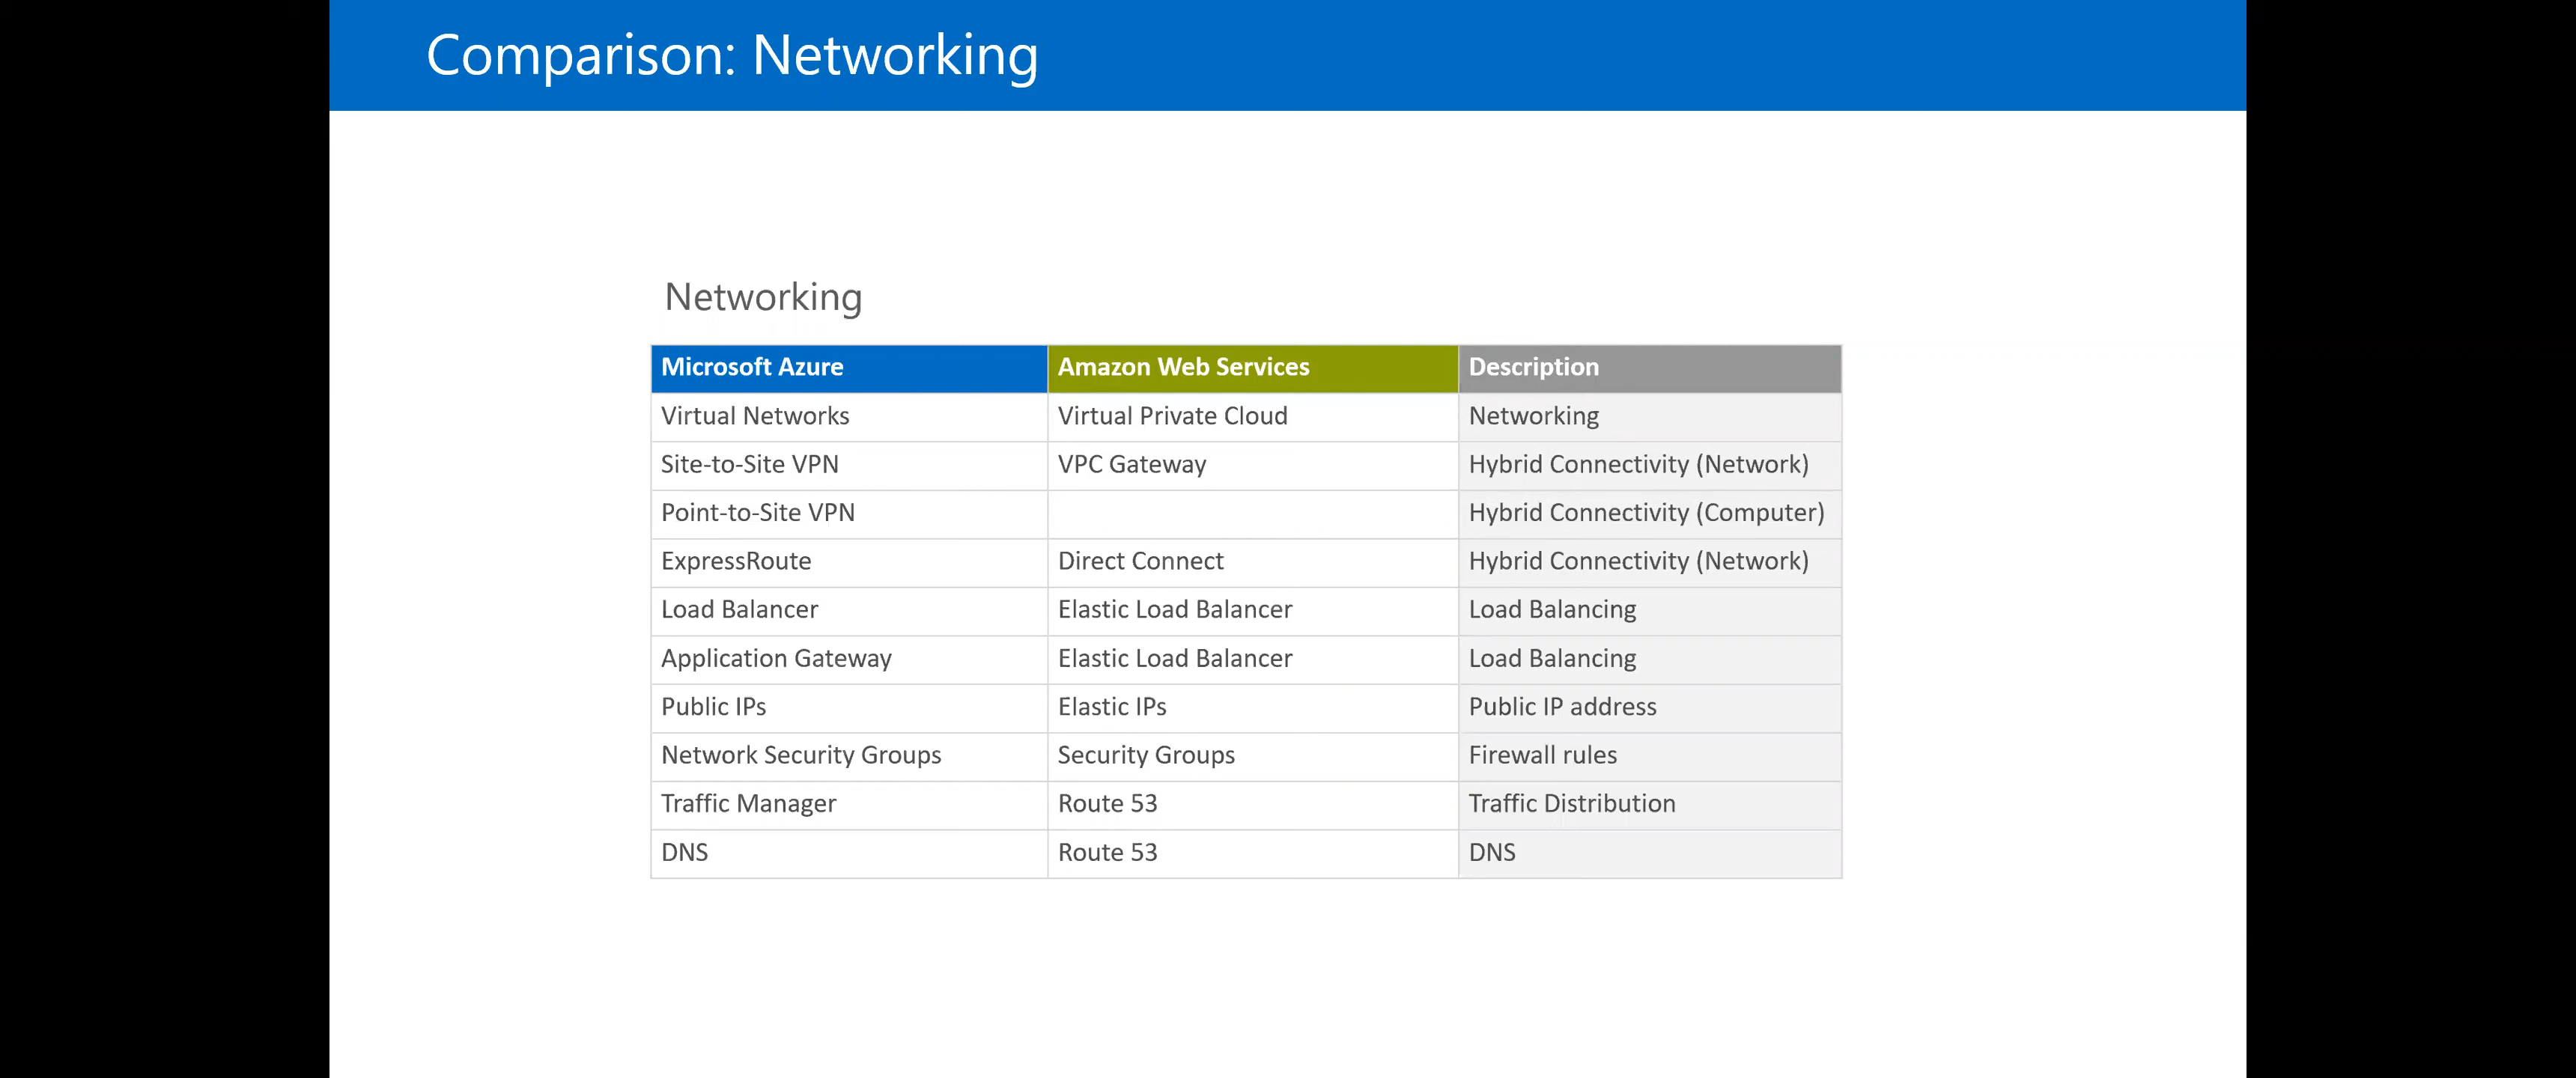 Comparison: Networking
Networking
Microsoft Azure Amazon Web Services Description
Virtual Networks Virtual Private Cloud Networking
Site-to-Site VPN VPC Gateway Hybrid Connectivity (Network)
Point-to-Site VPN Hybrid Connectivity (Computer)
ExpressRoute Direct Connect Hybrid Connectivity (Network)
Load Balancer Elastic Load Balancer Load Balancing
Application Gateway Elastic Load Balancer Load Balancing
Public IPs Elastic IPs Public IP address
Network Security Groups Security Groups Firewall rules
Traffic Manager Route 53 Traffic Distribution
DNS Route 53 DNS